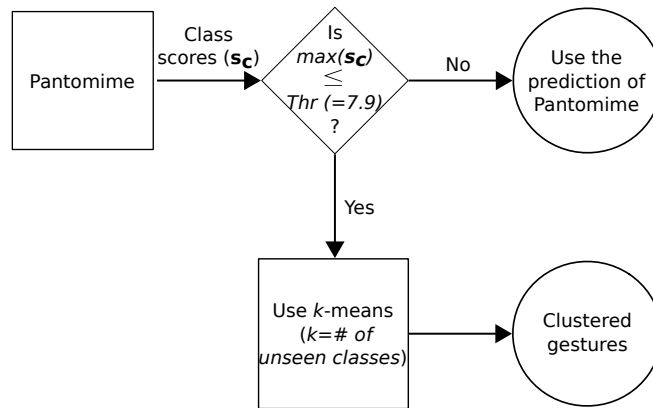 Pantomime
Class
scores (sc)
Is
max(sc)
≤
Thr (=7.9)
?
No
Use the
prediction of
Pantomime
Yes
Use k-means
(k=# of
unseen classes)
Clustered
gestures